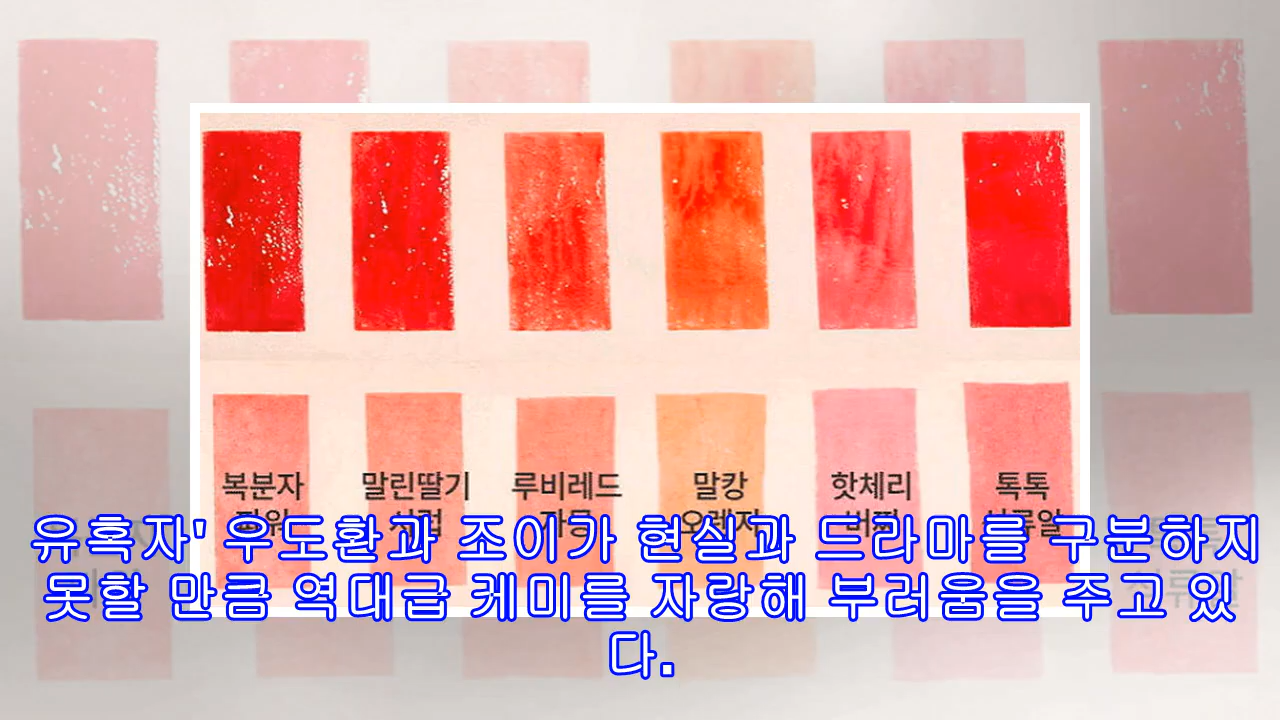 복분자 말린딸기 루비레드 말캉 핫체리 톡톡
유혹자' 우도환과 조이가 현실과 드라마를 구분하지
못할 만큼 역대급 케미를 자랑해 부러움을 주고 있
다.